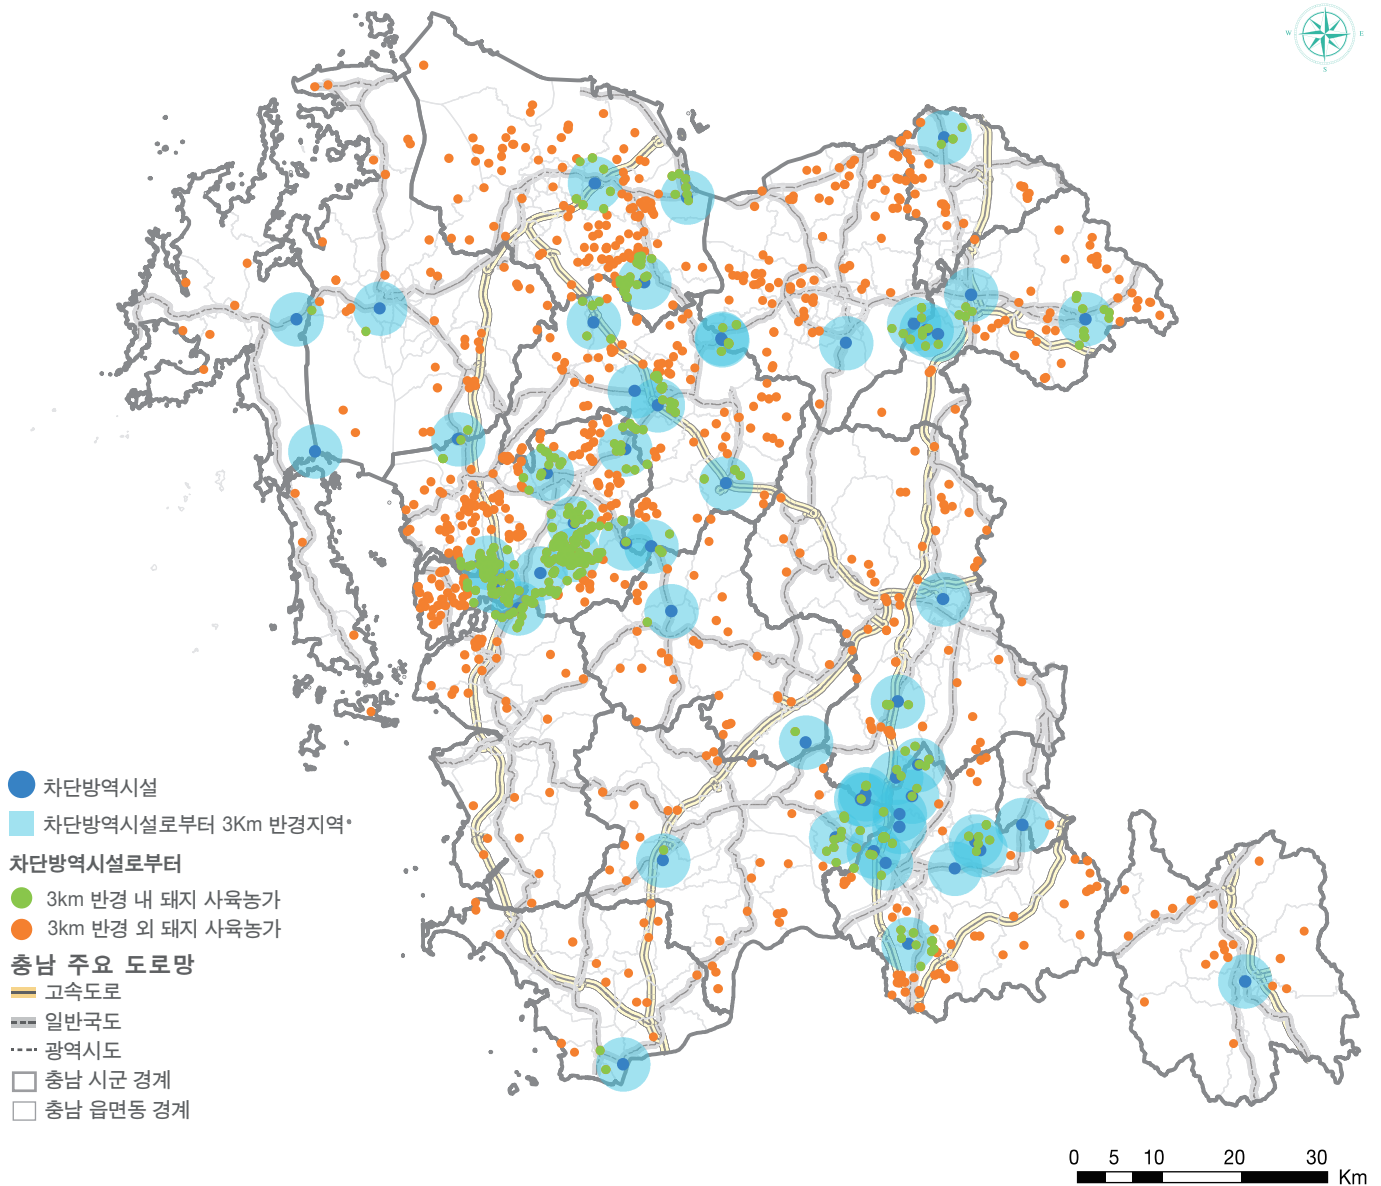 W
E
S
차단방역시설
차단방역시설로부터 3Km 반경지역
차단방역시설로부터
3km 반경 내 돼지 사육농가
3km 반경 외 돼지 사육농가
충남 주요 도로망
고속도로
일반국도
광역시도
충남 시군 경계
충남 읍면동 경계
0 5 10 20 30
Km